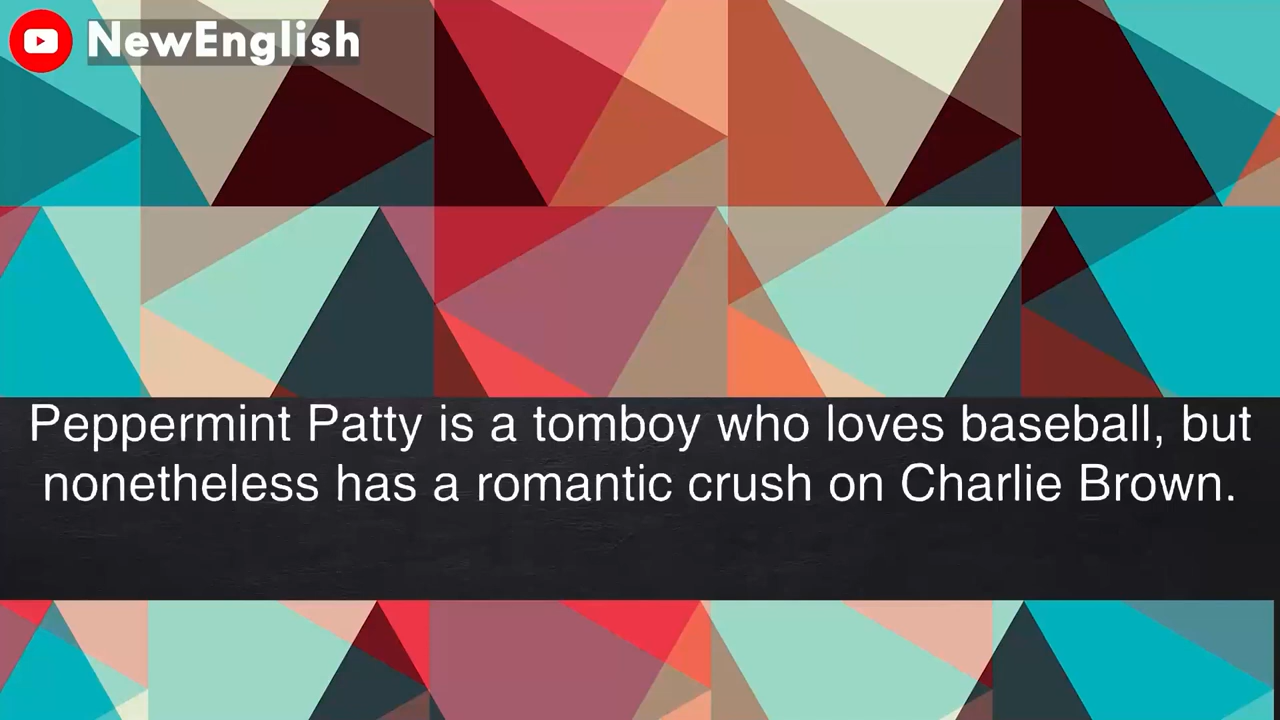 NewEnglish
Peppermint Patty is a tomboy who loves baseball, but
nonetheless has a romantic crush on Charlie Brown.